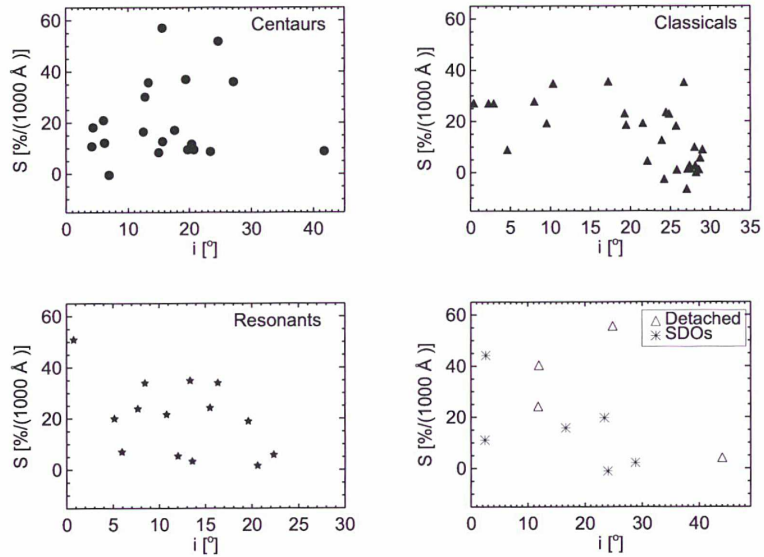 Centaurs
S [%/(1000 Å )]
60
40
20
0
0 10 20 30 40
i [º]
Classicals
S [%/(1000 Å )]
60
40
20
0
0 5 10 15 20 25 30 35
i [º]
Resonants
S [%/(1000 Å )]
60
40
20
0
0 5 10 15 20 25 30
i [º]
Detached
SDOs
S [%/(1000 Å )]
60
40
20
0
0 10 20 30 40
i [º]